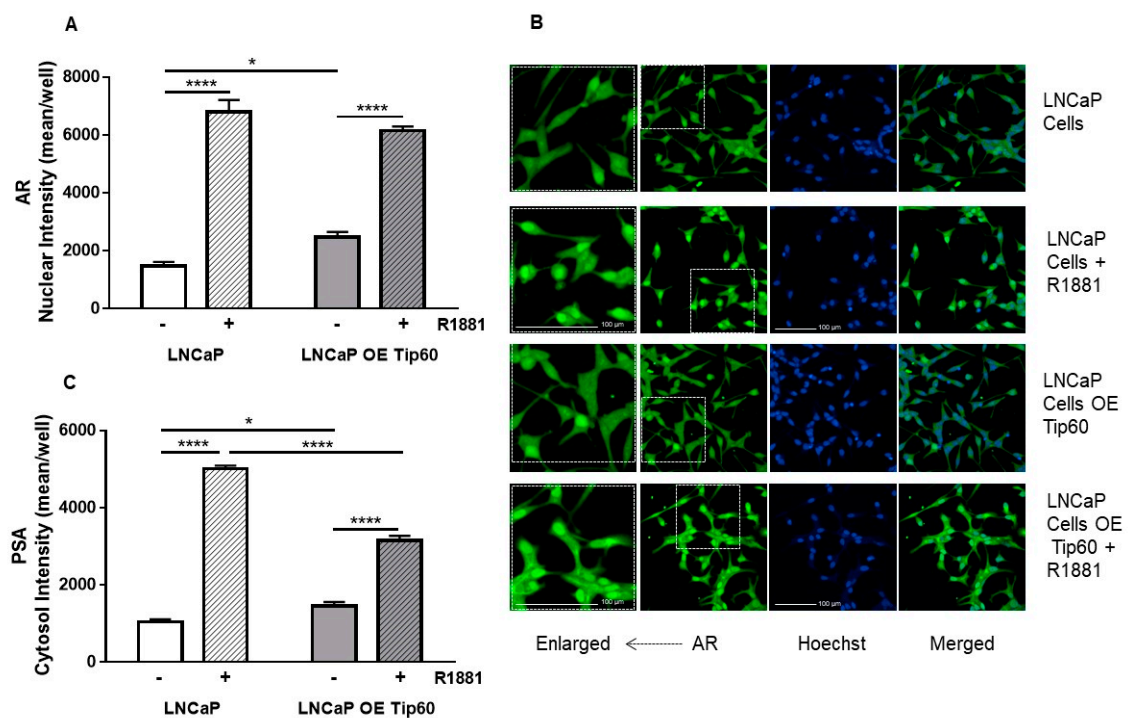 A
AR
Nuclear Intensity (mean/well)
8000
6000
4000
2000
0
*
****
****
- + - + R1881
LNCaP LNCaP OE Tip60
C
PSA
Cytosol Intensity (mean/well)
6000
4000
2000
0
*
**** ****
****
- + - + R1881
LNCaP LNCaP OE Tip60
B
LNCaP
Cells
100 µm 100 µm
LNCaP
Cells +
R1881
LNCaP
Cells OE
Tip60
100 µm 100 µm
LNCaP
Cells OE
Tip60 +
R1881
Enlarged AR Hoechst Merged